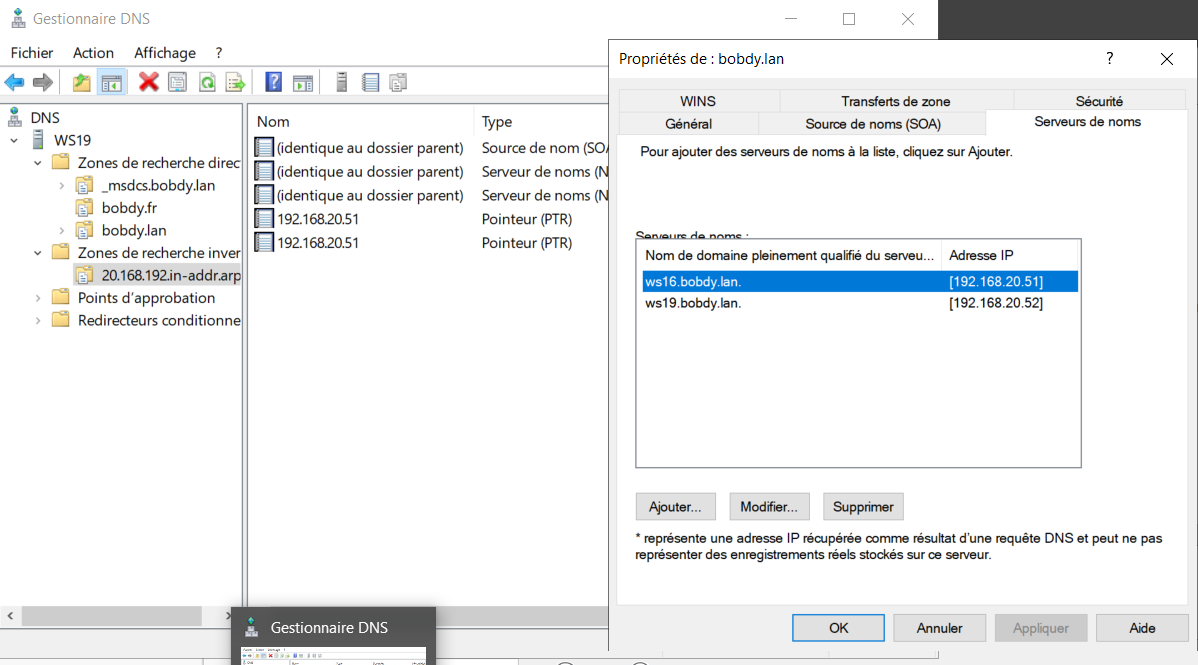 Gestionnaire DNS
Fichier Action Affichage ?
DNS
WS19
Zones de recherche direc
_msdcs.bobdy.lan
bobdy.fr
bobdy.lan
Zones de recherche inver
20.168.192.in-addr.arp
Points d'approbation
Redirecteurs conditionne
Nom Type
(identique au dossier parent) Source de nom (SOA
(identique au dossier parent) Serveur de noms (N
(identique au dossier parent) Serveur de noms (N
192.168.20.51 Pointeur (PTR)
192.168.20.51 Pointeur (PTR)
Gestionnaire DNS
Propriétés de : bobdy.lan ?
WINS Transferts de zone Sécurité
Général Source de noms (SOA) Serveurs de noms
Pour ajouter des serveurs de noms à la liste, cliquez sur Ajouter.
Serveurs de noms :
Nom de domaine pleinement qualifié du serveu... Adresse IP
ws16.bobdy.lan. [192.168.20.51]
ws19.bobdy.lan. [192.168.20.52]
Ajouter... Modifier... Supprimer
* représente une adresse IP récupérée comme résultat d'une requête DNS et peut ne pas
représenter des enregistrements réels stockés sur ce serveur.
OK Annuler Appliquer Aide